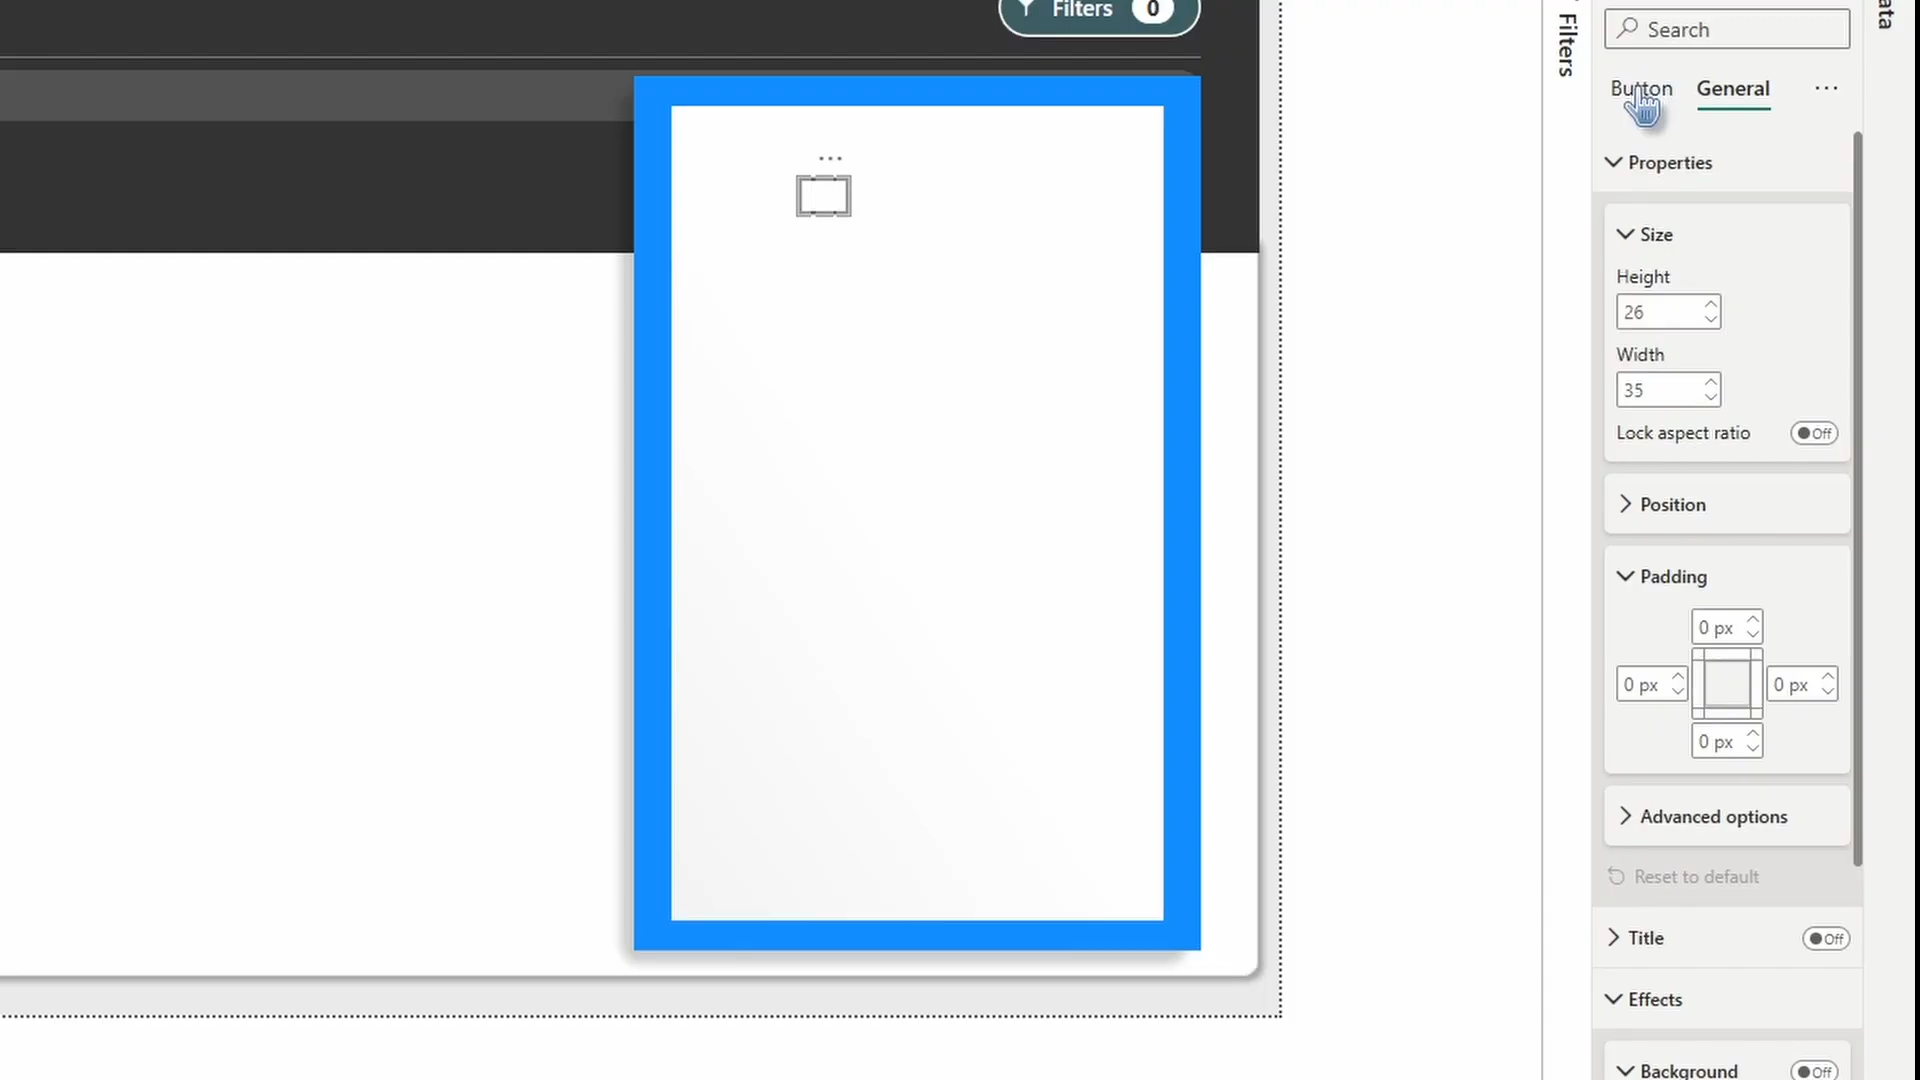 Filters 0
Filters
ata
Search
Button General ...
Properties
Size
Height
26
Width
35
Lock aspect ratio Off
Position
Padding
0 px
0 px 0 px
0 px
Advanced options
Reset to default
Title Off
Effects
Background Off